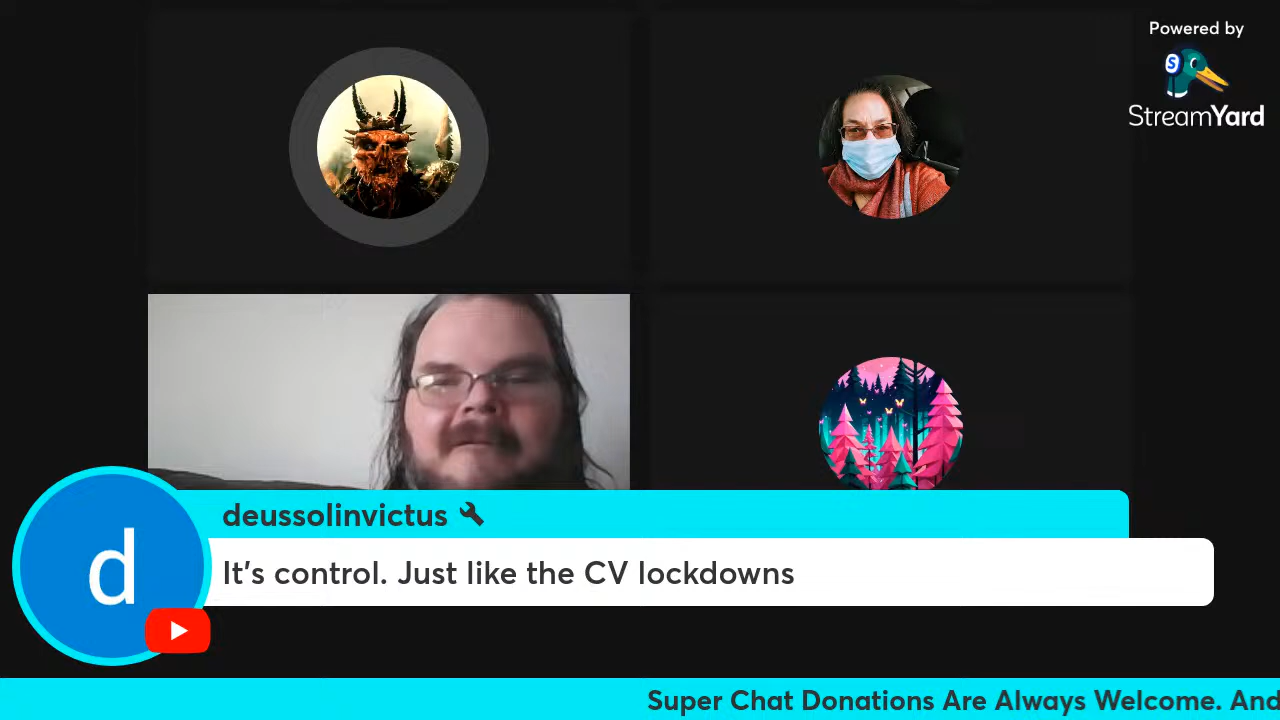 Powered by
S
StreamYard
deussolinvictus
d
It's control. Just like the CV lockdowns
Super Chat Donations Are Always Welcome. And